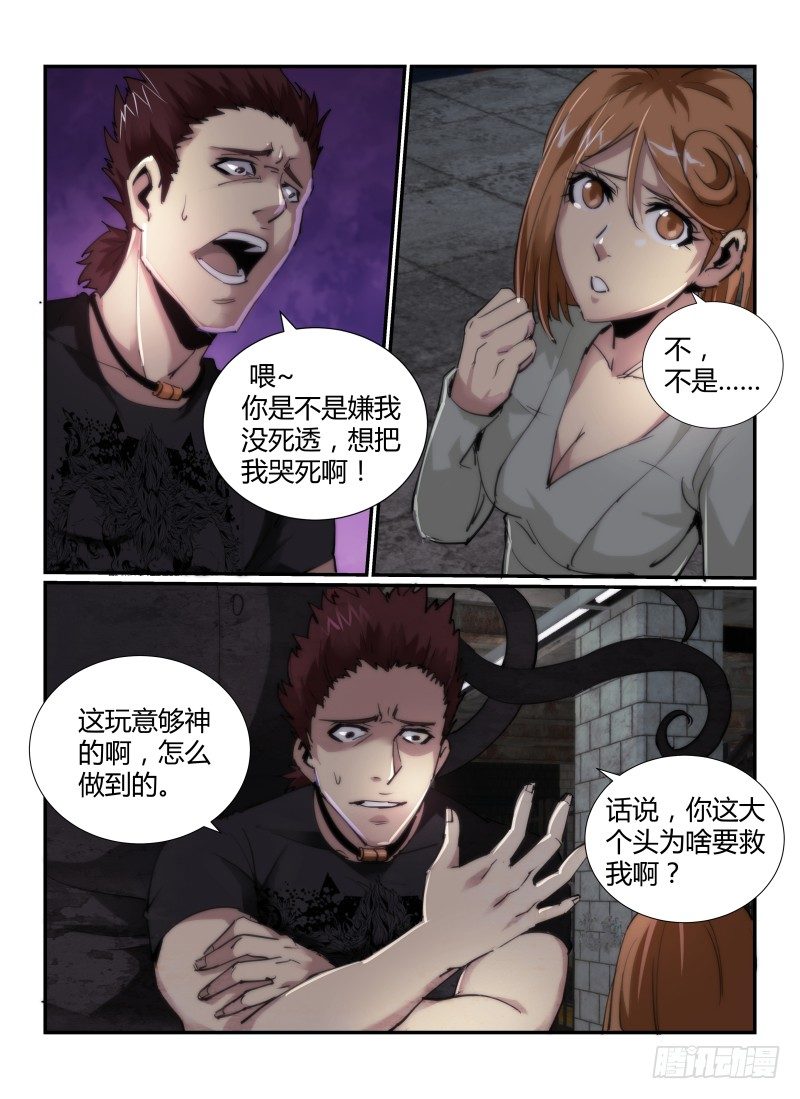 喂~
你是不是嫌我
没死透，想把
我哭死啊！
不，
不是……
这玩意够神
的啊，怎么
做到的。
话说，你这大
个头为啥要救
我啊？
腾讯动漫